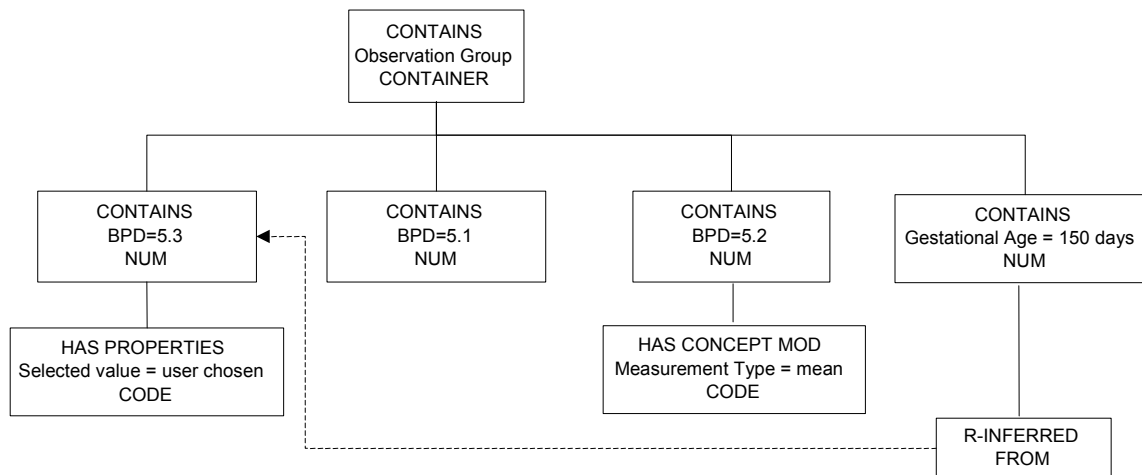 CONTAINS
Observation Group
CONTAINER
CONTAINS
BPD=5.3
NUM
CONTAINS
BPD=5.1
NUM
CONTAINS
BPD=5.2
NUM
CONTAINS
Gestational Age = 150 days
NUM
HAS PROPERTIES
Selected value = user chosen
CODE
HAS CONCEPT MOD
Measurement Type = mean
CODE
R-INFERRED
FROM